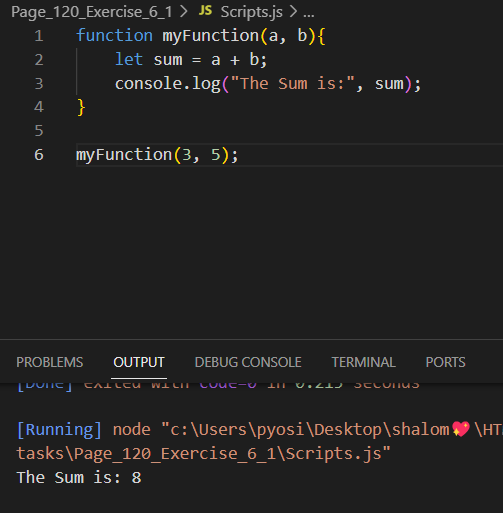 Page_120_Exercise_6_1 > JS Scripts.js > ...
1 function myFunction(a, b){
2     let sum = a + b;
3     console.log("The Sum is:", sum);
4 }
5
6 myFunction(3, 5);
PROBLEMS OUTPUT DEBUG CONSOLE TERMINAL PORTS
[Done] exited with code=0 in 0.215 seconds
[Running] node "c:\Users\pyosi\Desktop\shalom💖\HT
tasks\Page_120_Exercise_6_1\Scripts.js"
The Sum is: 8